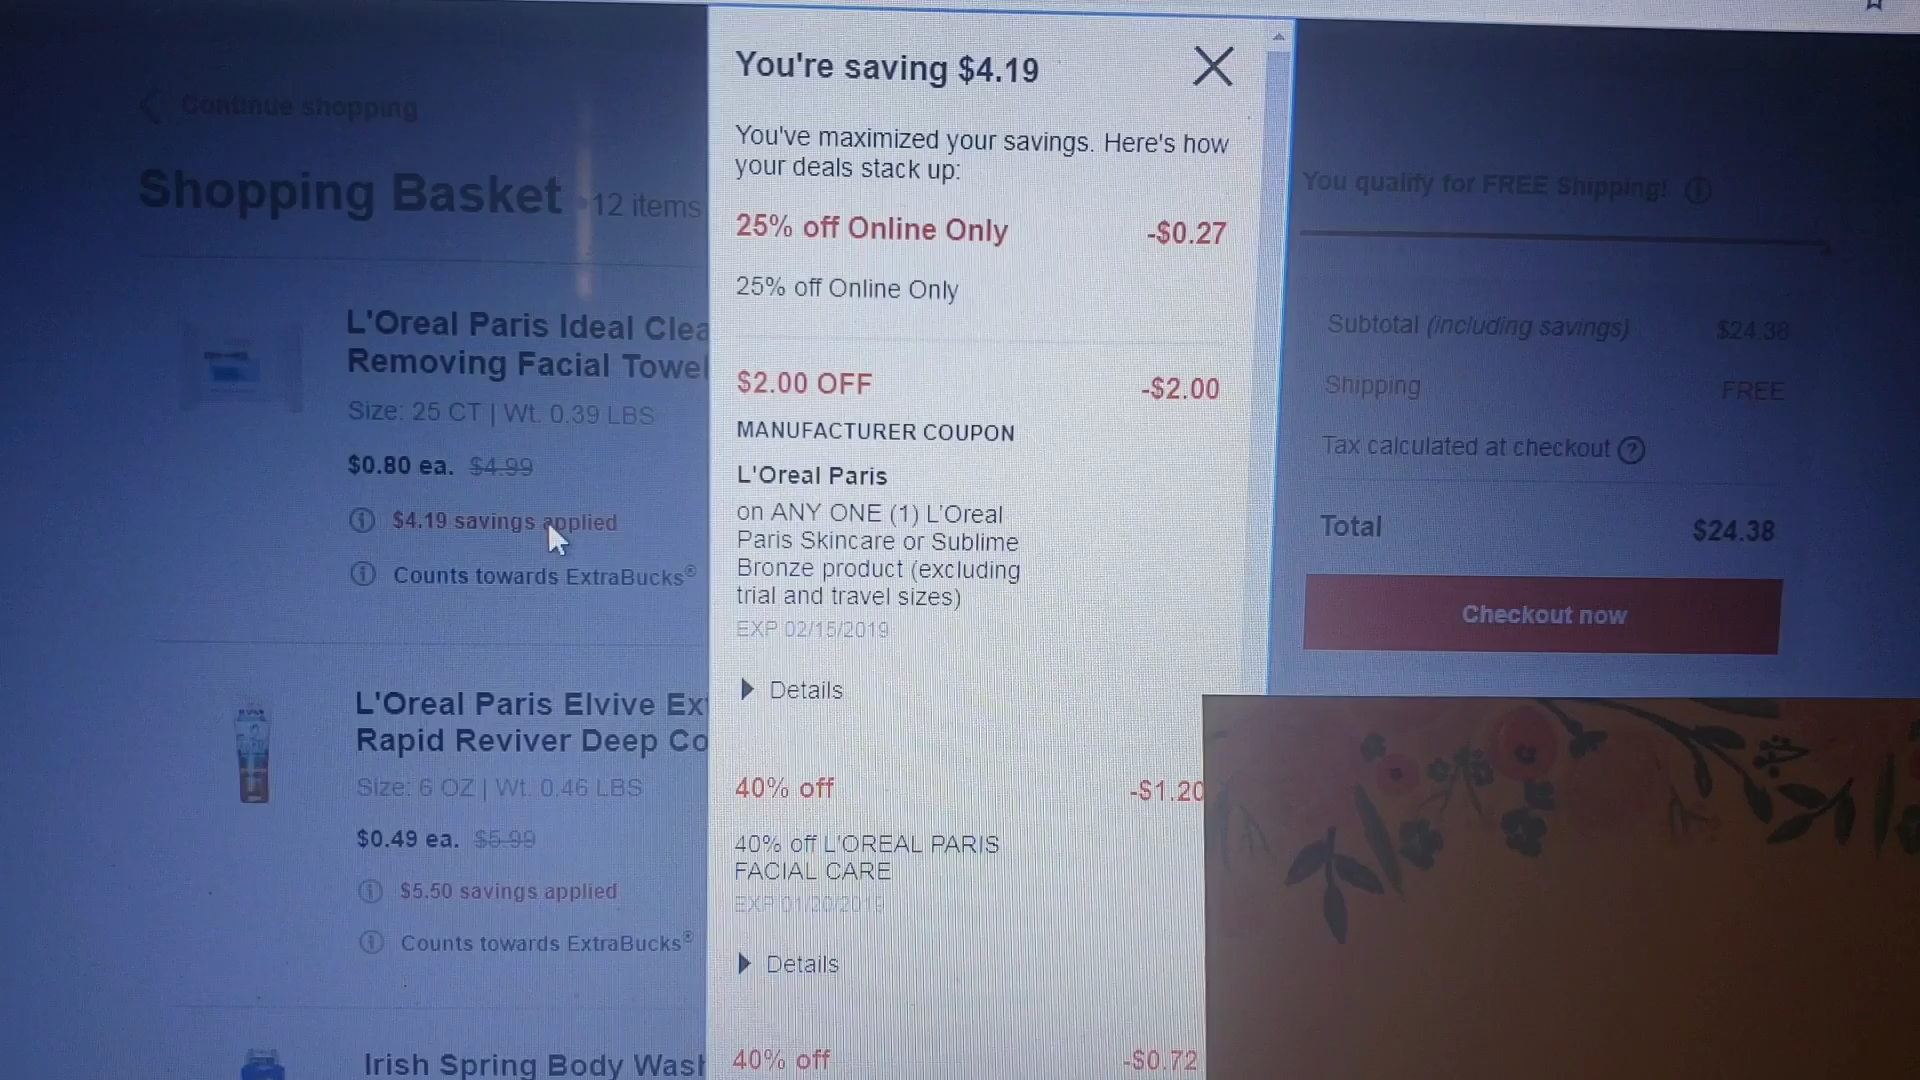 Continue shopping
Shopping Basket 12 items
L'Oreal Paris Ideal Clea
Removing Facial Towel
Size: 25 CT | Wt. 0.39 LBS
$0.80 ea. $4.99
$4.19 savings applied
Counts towards ExtraBucks®
L'Oreal Paris Elvive Ex
Rapid Reviver Deep Co
Size: 6 OZ | Wt. 0.46 LBS
$0.49 ea. $5.99
$5.50 savings applied
Counts towards ExtraBucks®
Irish Spring Body Wash
You're saving $4.19
You've maximized your savings. Here's how
your deals stack up:
25% off Online Only -$0.27
25% off Online Only
$2.00 OFF -$2.00
MANUFACTURER COUPON
L'Oreal Paris
on ANY ONE (1) L'Oreal
Paris Skincare or Sublime
Bronze product (excluding
trial and travel sizes)
EXP 02/15/2019
Details
40% off -$1.20
40% off L'OREAL PARIS
FACIAL CARE
EXP 01/20/2019
Details
40% off -$0.72
You qualify for FREE Shipping!
Subtotal (including savings) $24.38
Shipping FREE
Tax calculated at checkout
Total $24.38
Checkout now